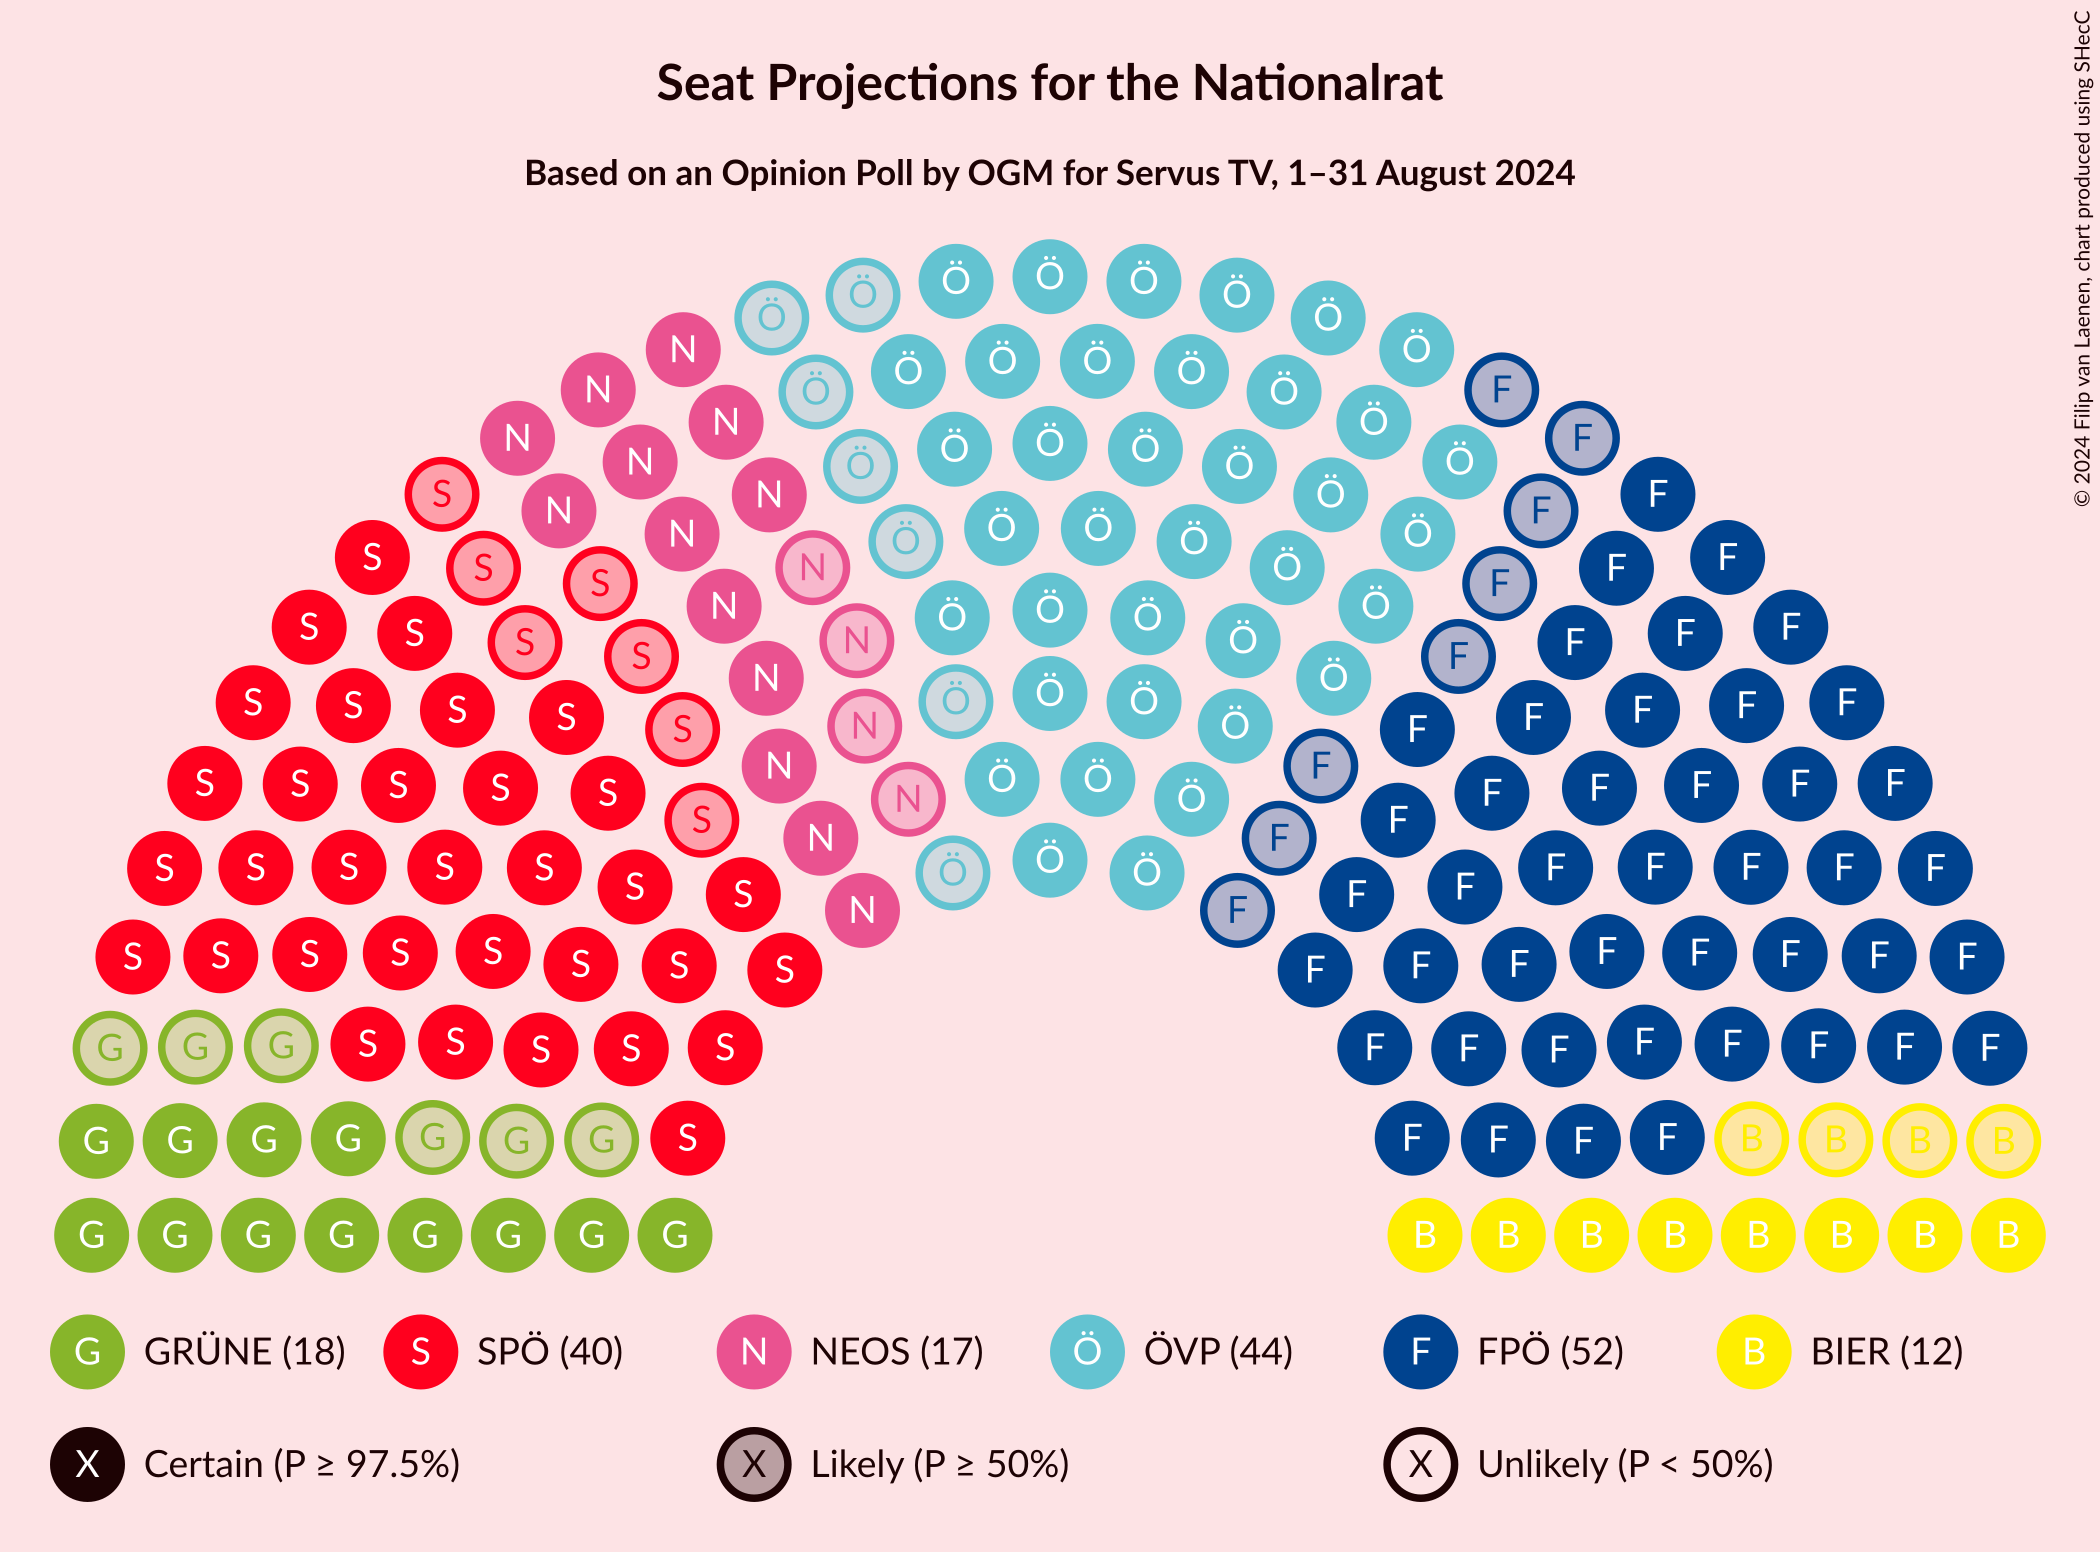 Seat Projections for the Nationalrat
Based on an Opinion Poll by OGM for Servus TV, 1–31 August 2024
© 2024 Filip van Laenen, chart produced using SHecC
Ö Ö Ö Ö Ö Ö Ö Ö
N N N Ö Ö Ö Ö Ö Ö Ö Ö F F
S N N N Ö Ö Ö Ö Ö Ö Ö F F
S S S N N N Ö Ö Ö Ö Ö Ö F F F
S S S S N N Ö Ö Ö Ö Ö F F F F
S S S S S N N Ö Ö Ö Ö Ö F F F F F F
S S S S S S N N Ö Ö Ö F F F F F F F
S S S S S S S N Ö Ö Ö F F F F F F F F
S S S S S S S S F F F F F F F F
G G G S S S S S F F F F F F F F
G G G G G G G S F F F F B B B B
G G G G G G G G B B B B B B B B
G GRÜNE (18) S SPÖ (40) N NEOS (17) Ö ÖVP (44) F FPÖ (52) B BIER (12)
X Certain (P ≥ 97.5%) X Likely (P ≥ 50%) X Unlikely (P < 50%)